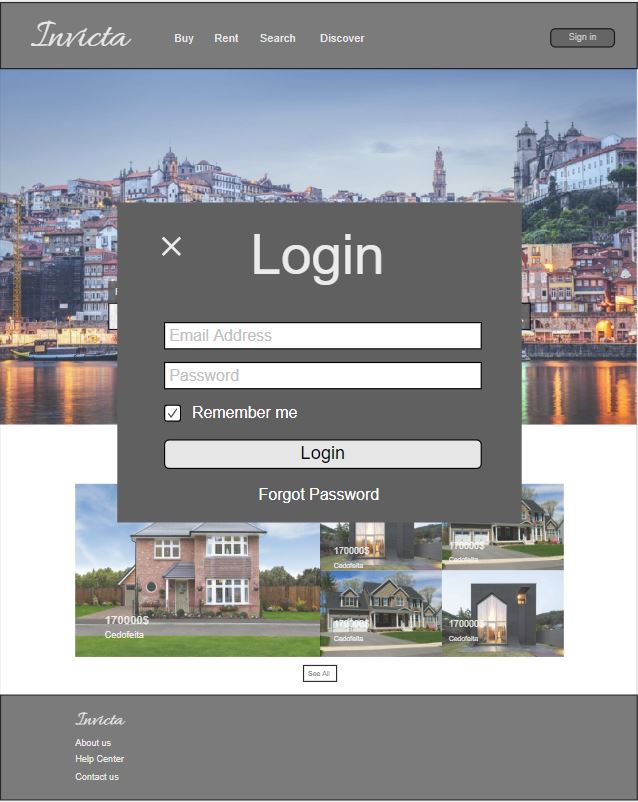 Invicta
Buy Rent Search Discover
Sign in
Login
Email Address
Password
Remember me
Login
Forgot Password
170000$
Cedofeita
170000$
Cedofeita
170000$
Cedofeita
170000$
Cedofeita
170000$
Cedofeita
See All
Invicta
About us
Help Center
Contact us